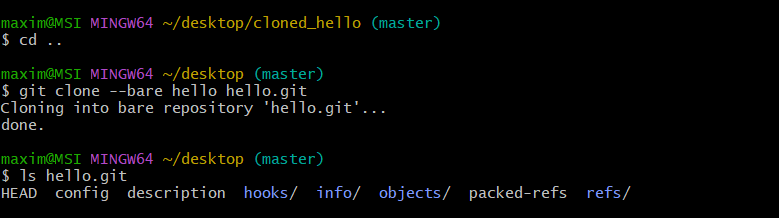 maxim@MSI MINGW64 ~/desktop/cloned_hello (master)
$ cd ..
maxim@MSI MINGW64 ~/desktop (master)
$ git clone --bare hello hello.git
Cloning into bare repository 'hello.git'...
done.
maxim@MSI MINGW64 ~/desktop (master)
$ ls hello.git
HEAD  config  description  hooks/  info/  objects/  packed-refs  refs/